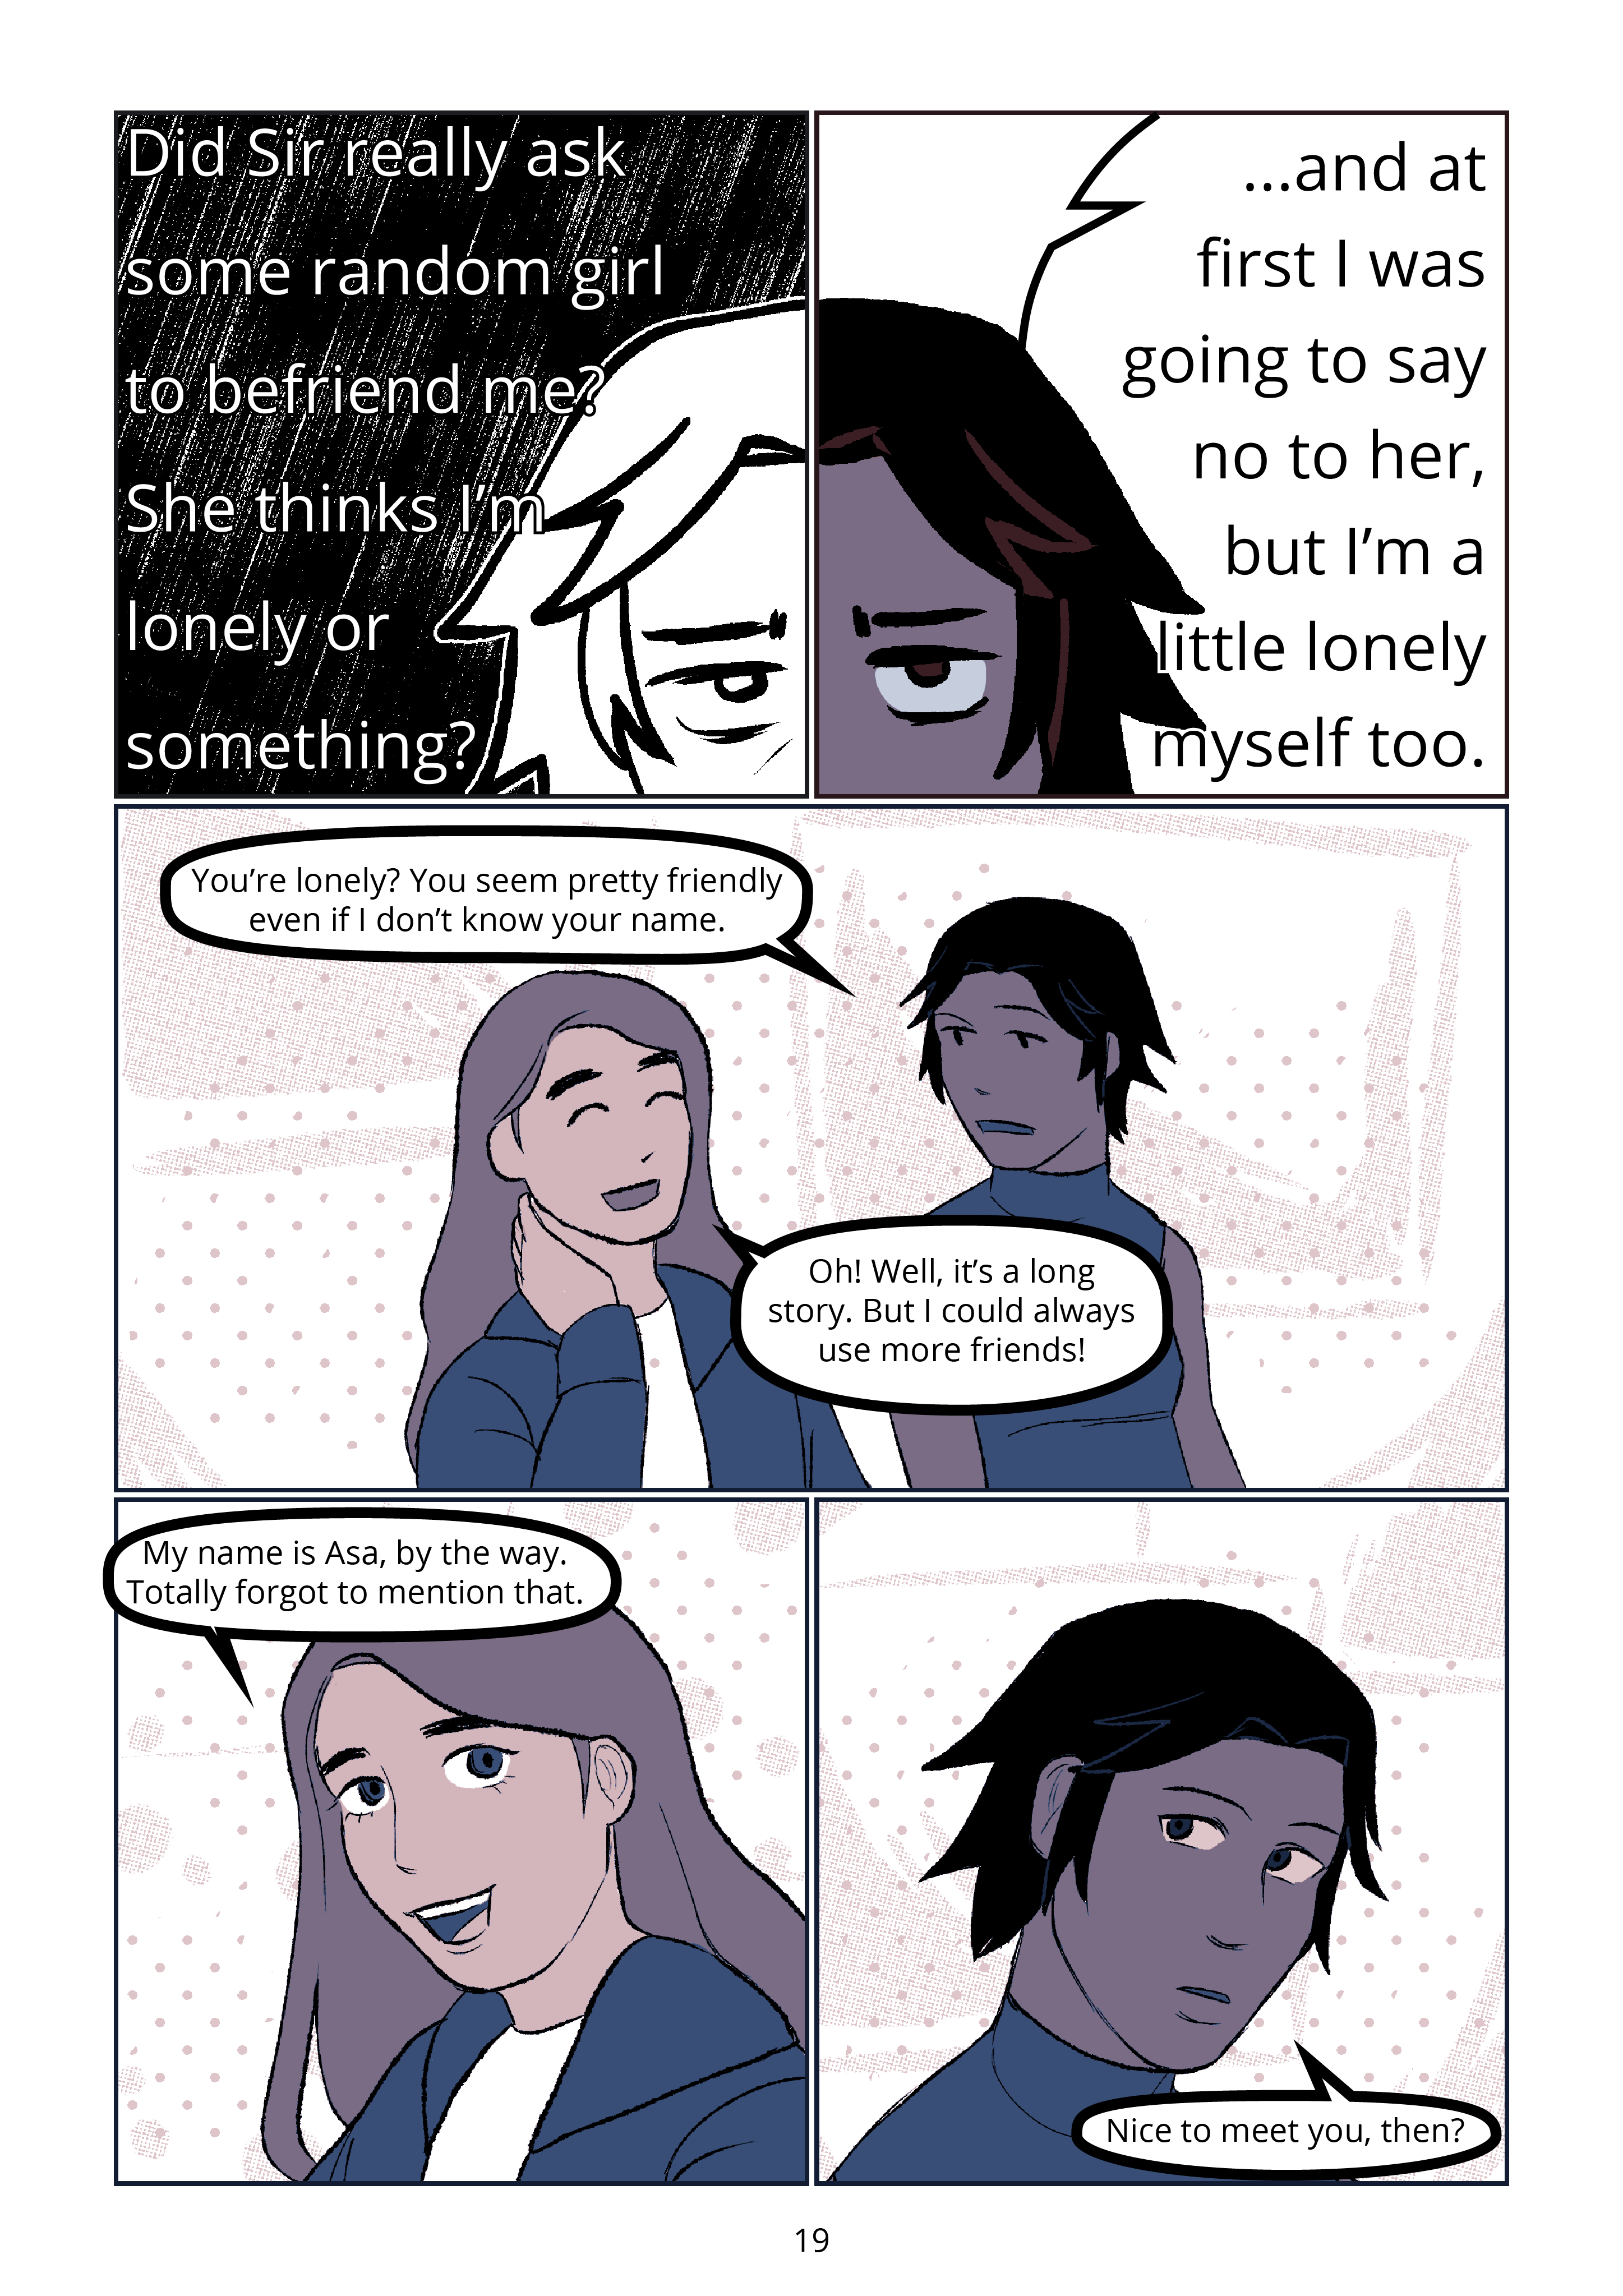 Did Sir really ask
some random girl
to befriend me?
She thinks I'm
lonely or
something?
...and at
first I was
going to say
no to her,
but I'm a
little lonely
myself too.
You're lonely? You seem pretty friendly
even if I don't know your name.
Oh! Well, it's a long
story. But I could always
use more friends!
My name is Asa, by the way.
Totally forgot to mention that.
Nice to meet you, then?
19